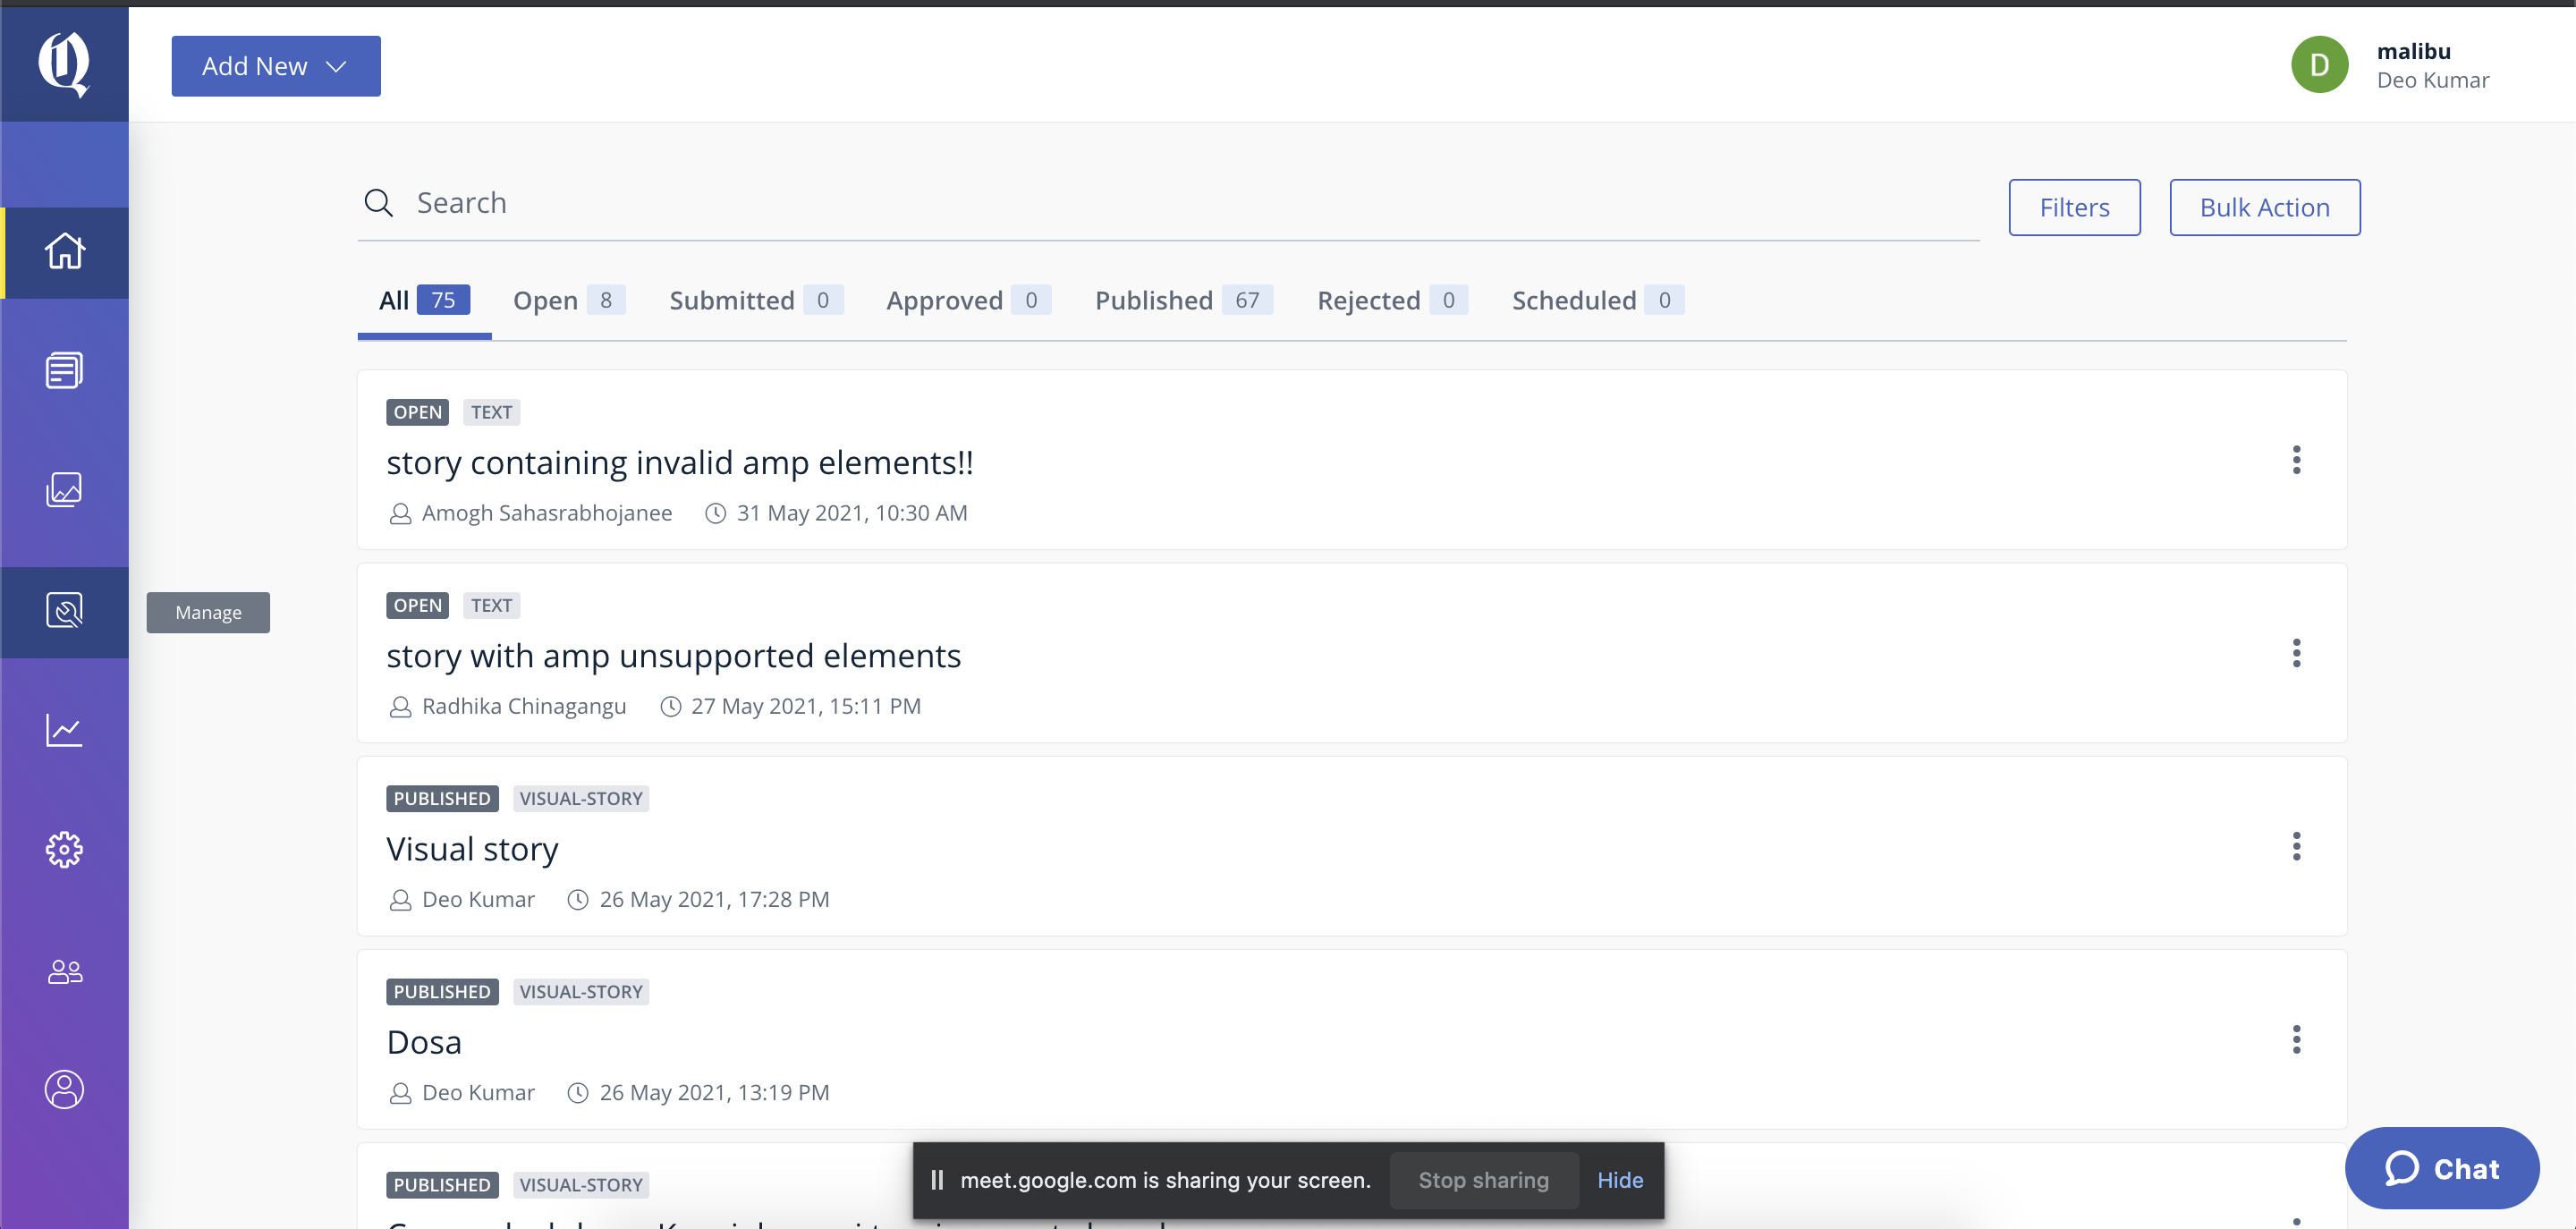 Add New
malibu
Deo Kumar
Search
Filters
Bulk Action
All 75 Open 8 Submitted 0 Approved 0 Published 67 Rejected 0 Scheduled 0
OPEN TEXT
story containing invalid amp elements!!
Amogh Sahasrabhojanee 31 May 2021, 10:30 AM
OPEN TEXT
Manage
story with amp unsupported elements
Radhika Chinagangu 27 May 2021, 15:11 PM
PUBLISHED VISUAL-STORY
Visual story
Deo Kumar 26 May 2021, 17:28 PM
PUBLISHED VISUAL-STORY
Dosa
Deo Kumar 26 May 2021, 13:19 PM
PUBLISHED VISUAL-STORY
meet.google.com is sharing your screen. Stop sharing Hide
Chat